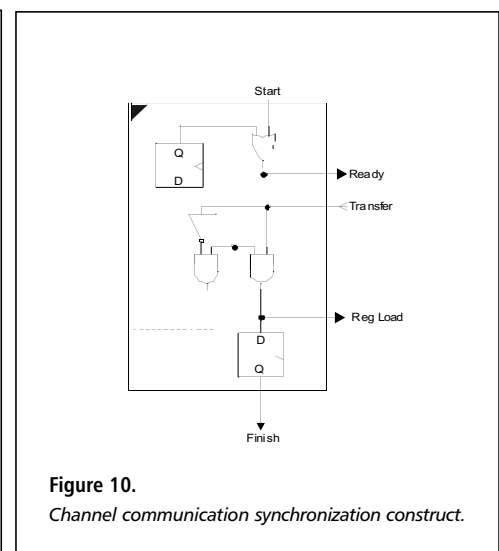 Start
Q
D
Ready
Transfer
Reg Load
D
Q
Finish
Figure 10.
Channel communication synchronization construct.